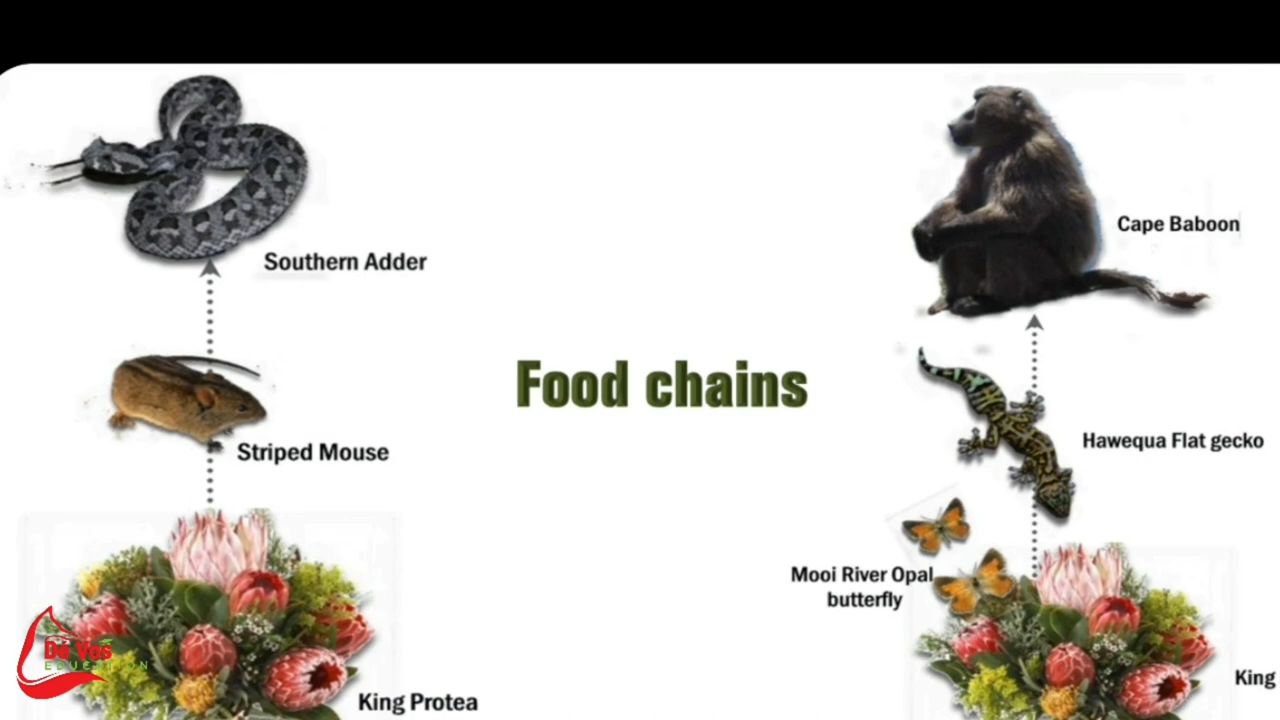 Southern Adder
Cape Baboon
Food chains
Striped Mouse
Hawequa Flat gecko
Mooi River Opal
butterfly
King Protea
King
De Vos
EDUCATION